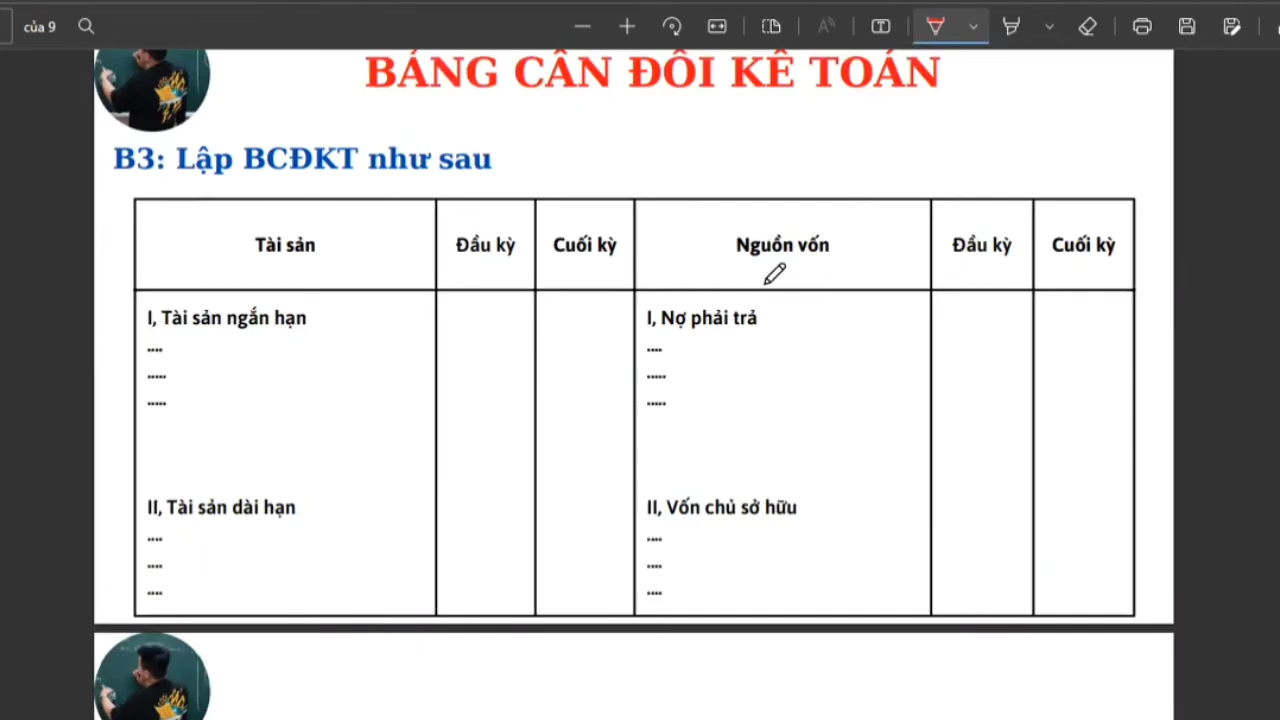 của 9
BẢNG CÂN ĐỐI KẾ TOÁN
B3: Lập BCĐKT như sau
Tài sản Đầu kỳ Cuối kỳ Nguồn vốn Đầu kỳ Cuối kỳ
I, Tài sản ngắn hạn I, Nợ phải trả
.... ....
..... .....
..... .....
II, Tài sản dài hạn II, Vốn chủ sở hữu
.... ....
.... ....
.... ....